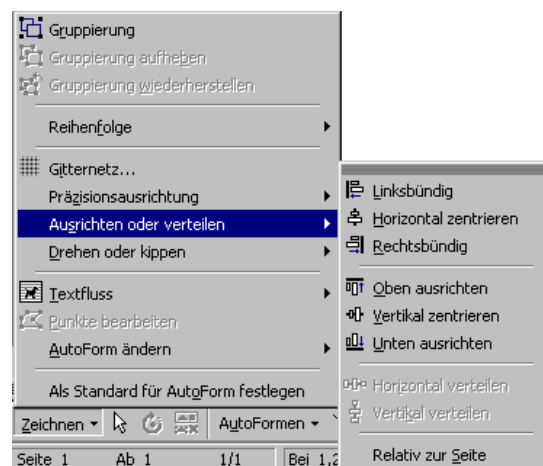 Gruppierung
Gruppierung aufheben
Gruppierung wiederherstellen
Reihenfolge
Gitternetz...
Präzisionsausrichtung
Ausrichten oder verteilen
Drehen oder kippen
Textfluss
Punkte bearbeiten
AutoForm ändern
Als Standard für AutoForm festlegen
Linksbündig
Horizontal zentrieren
Rechtsbündig
Oben ausrichten
Vertikal zentrieren
Unten ausrichten
Horizontal verteilen
Vertikal verteilen
Relativ zur Seite
Zeichnen AutoFormen
Seite 1 Ab 1 1/1 Bei 1,2